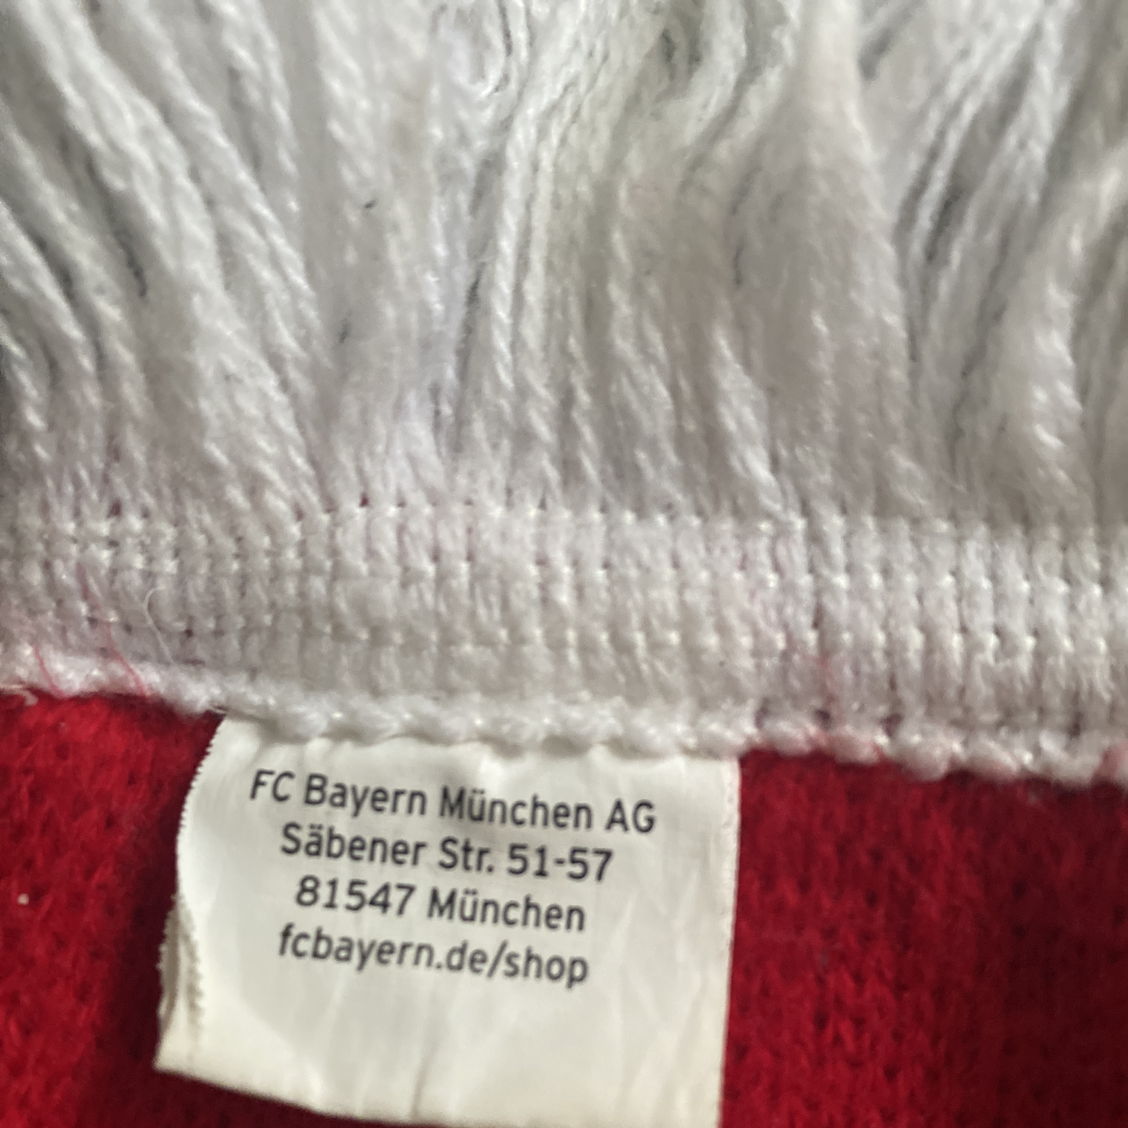 FC Bayern München AG
Säbener Str. 51-57
81547 München
fcbayern.de/shop